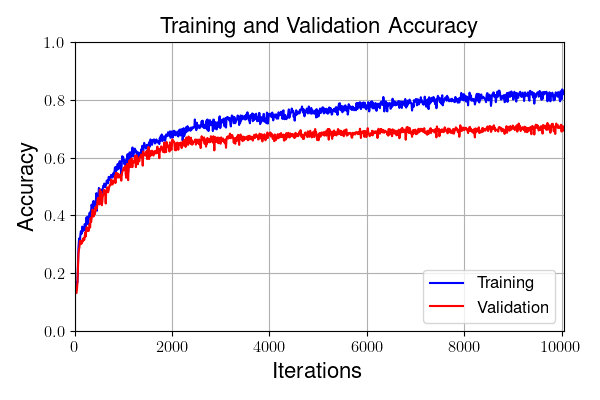 Training and Validation Accuracy
1.0
0.8
0.6
0.4
0.2
0.0
Accuracy
0 2000 4000 6000 8000 10000
Iterations
Training
Validation